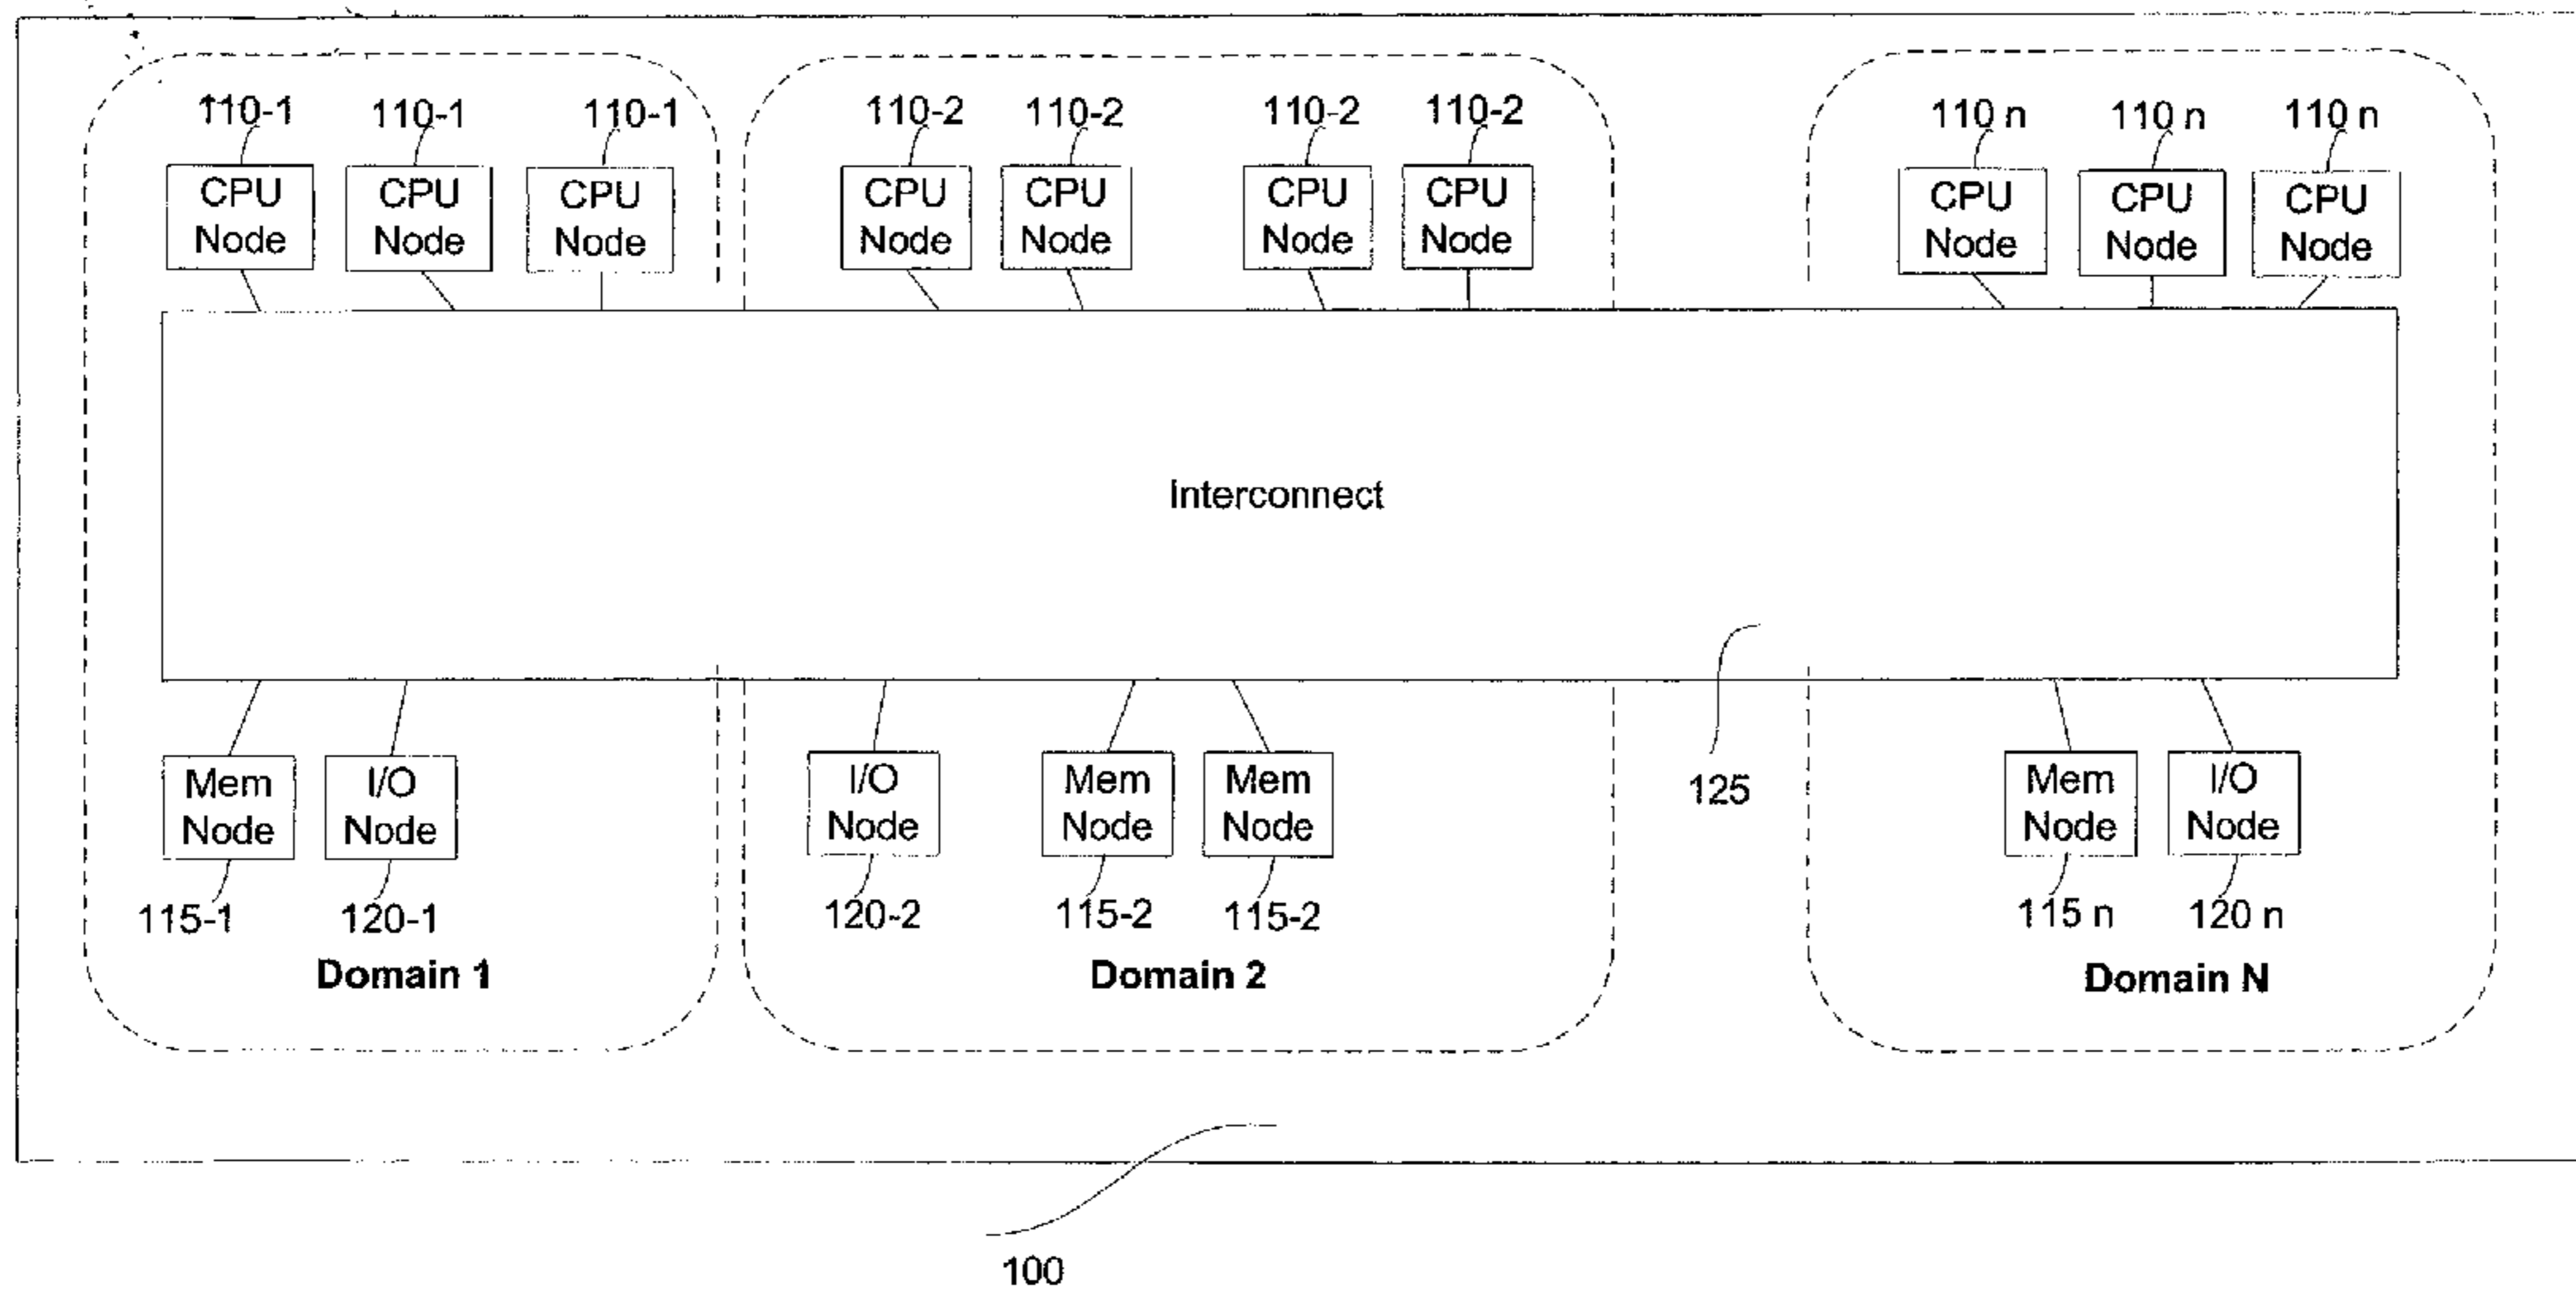 110-1 110-1 110-1 110-2 110-2 110-2 110-2 110 n 110 n 110 n
CPU CPU CPU CPU CPU CPU CPU CPU CPU CPU
Node Node Node Node Node Node Node Node Node Node
Interconnect
125
Mem I/O I/O Mem Mem Mem I/O
Node Node Node Node Node Node Node
115-1 120-1 120-2 115-2 115-2 115 n 120 n
Domain 1 Domain 2 Domain N
100